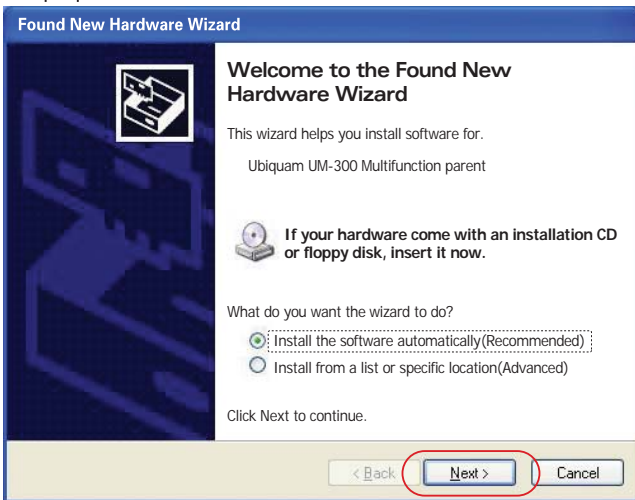 Found New Hardware Wizard
Welcome to the Found New
Hardware Wizard
This wizard helps you install software for.
Ubiquam UM-300 Multifunction parent
If your hardware come with an installation CD
or floppy disk, insert it now.
What do you want the wizard to do?
Install the software automatically(Recommended)
Install from a list or specific location(Advanced)
Click Next to continue.
< Back Next > Cancel